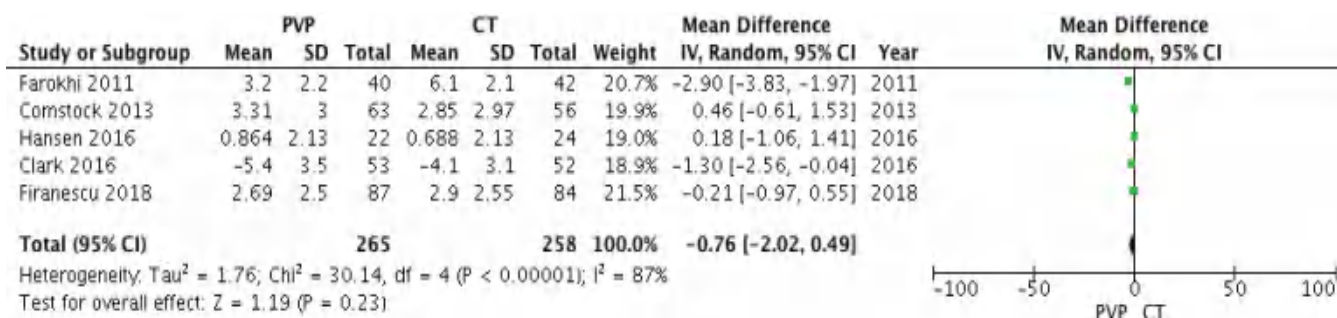 PVP CT Mean Difference Mean Difference
Study or Subgroup Mean SD Total Mean SD Total Weight IV, Random, 95% CI Year IV, Random, 95% CI
Farokhi 2011 3.2 2.2 40 6.1 2.1 42 20.7% -2.90 [-3.83, -1.97] 2011
Comstock 2013 3.31 3 63 2.85 2.97 56 19.9% 0.46 [-0.61, 1.53] 2013
Hansen 2016 0.864 2.13 22 0.688 2.13 24 19.0% 0.18 [-1.06, 1.41] 2016
Clark 2016 -5.4 3.5 53 -4.1 3.1 52 18.9% -1.30 [-2.56, -0.04] 2016
Firanescu 2018 2.69 2.5 87 2.9 2.55 84 21.5% -0.21 [-0.97, 0.55] 2018
Total (95% CI) 265 258 100.0% -0.76 [-2.02, 0.49]
Heterogeneity: Tau² = 1.76; Chi² = 30.14, df = 4 (P < 0.00001); I² = 87%
Test for overall effect: Z = 1.19 (P = 0.23)
-100 -50 0 50 100
PVP CT